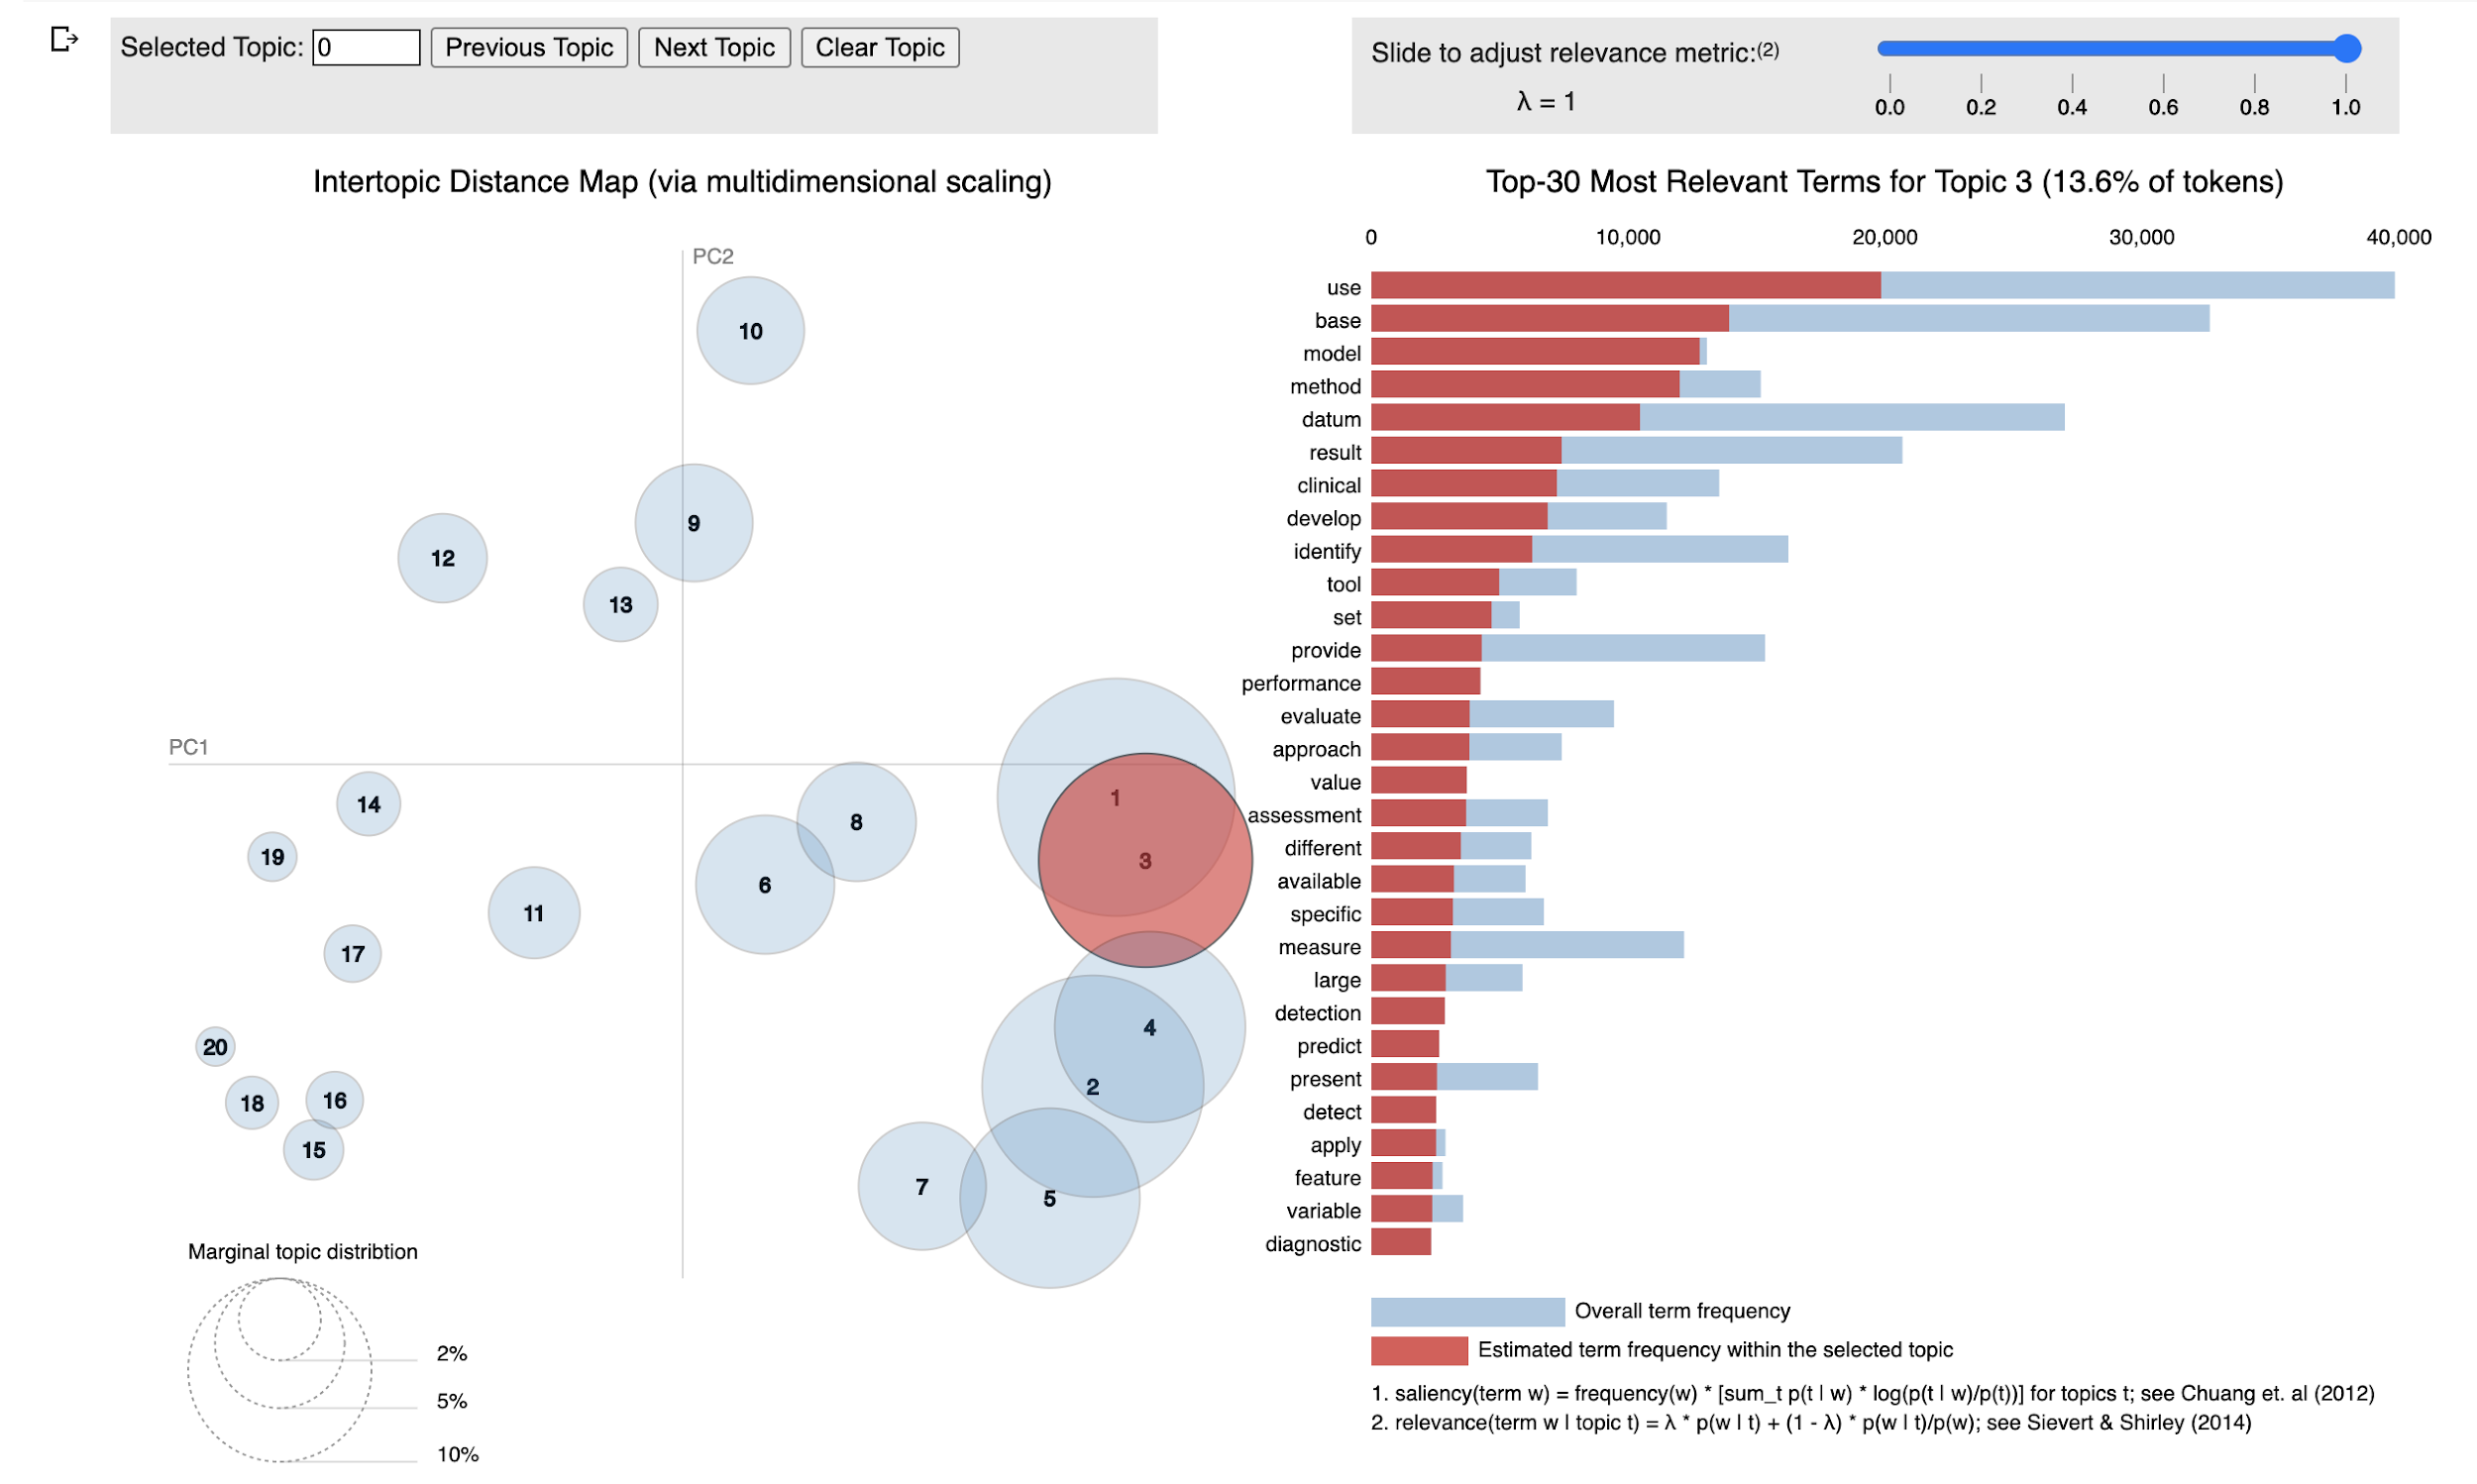 Selected Topic: 0 Previous Topic Next Topic Clear Topic
Slide to adjust relevance metric:(2)
λ = 1
0.0 0.2 0.4 0.6 0.8 1.0
Intertopic Distance Map (via multidimensional scaling)
PC2
PC1
10
9
12
13
1
14
8
3
19
6
11
17
4
20
2
16
18
15
7
5
Marginal topic distribtion
2%
5%
10%
Top-30 Most Relevant Terms for Topic 3 (13.6% of tokens)
0 10,000 20,000 30,000 40,000
use
base
model
method
datum
result
clinical
develop
identify
tool
set
provide
performance
evaluate
approach
value
assessment
different
available
specific
measure
large
detection
predict
present
detect
apply
feature
variable
diagnostic
Overall term frequency
Estimated term frequency within the selected topic
1. saliency(term w) = frequency(w) * [sum_t p(t | w) * log(p(t | w)/p(t))] for topics t; see Chuang et. al (2012)
2. relevance(term w | topic t) = λ * p(w | t) + (1 - λ) * p(w | t)/p(w); see Sievert & Shirley (2014)